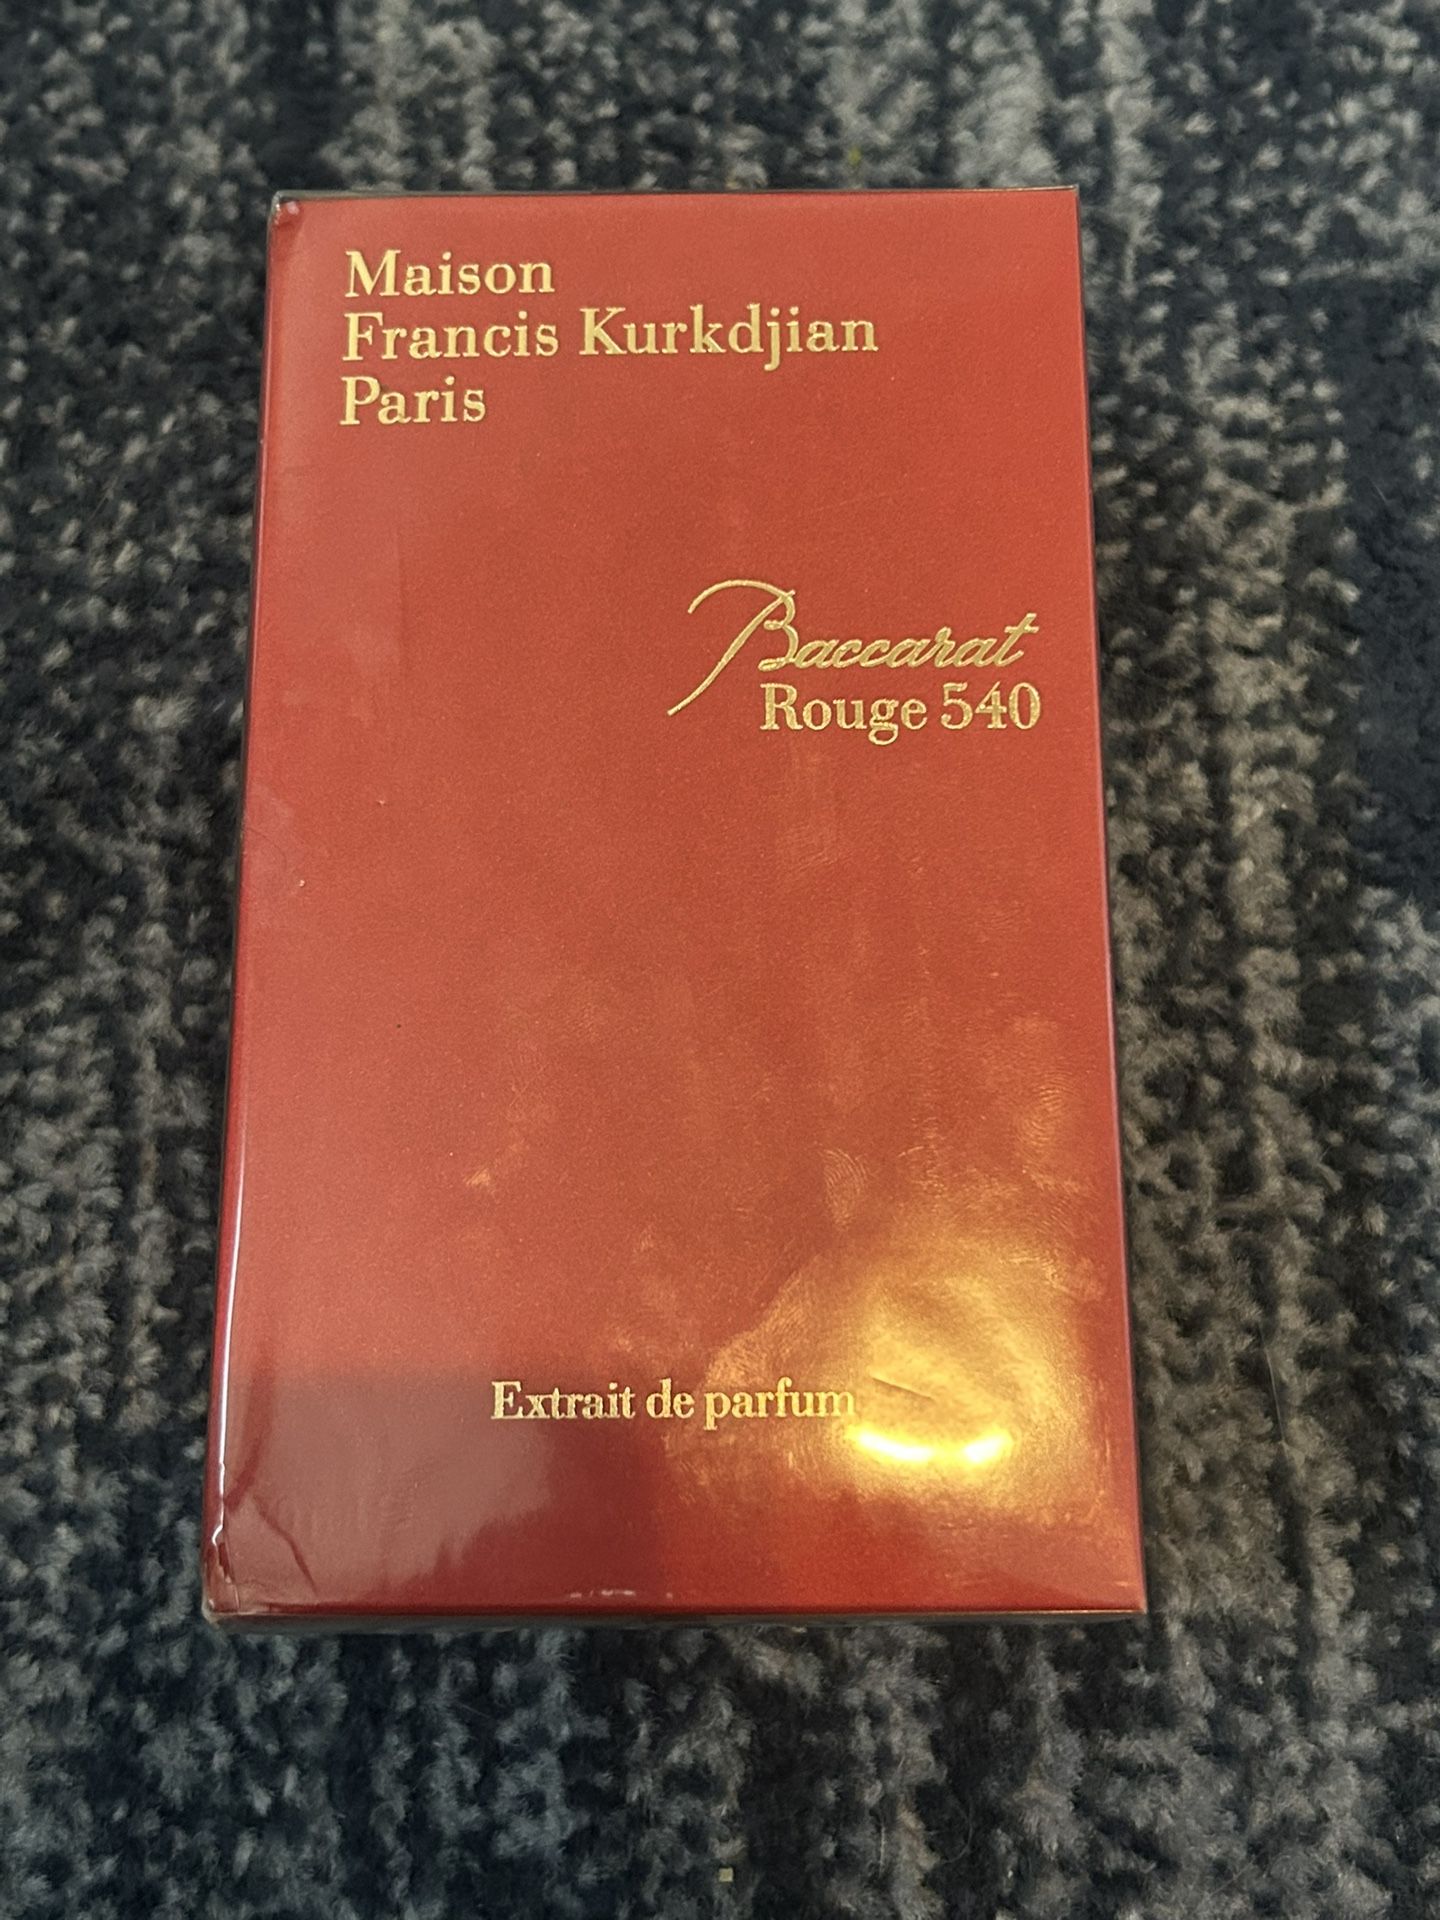 Maison
Francis Kurkdjian
Paris
Baccarat
Rouge 540
Extrait de parfum